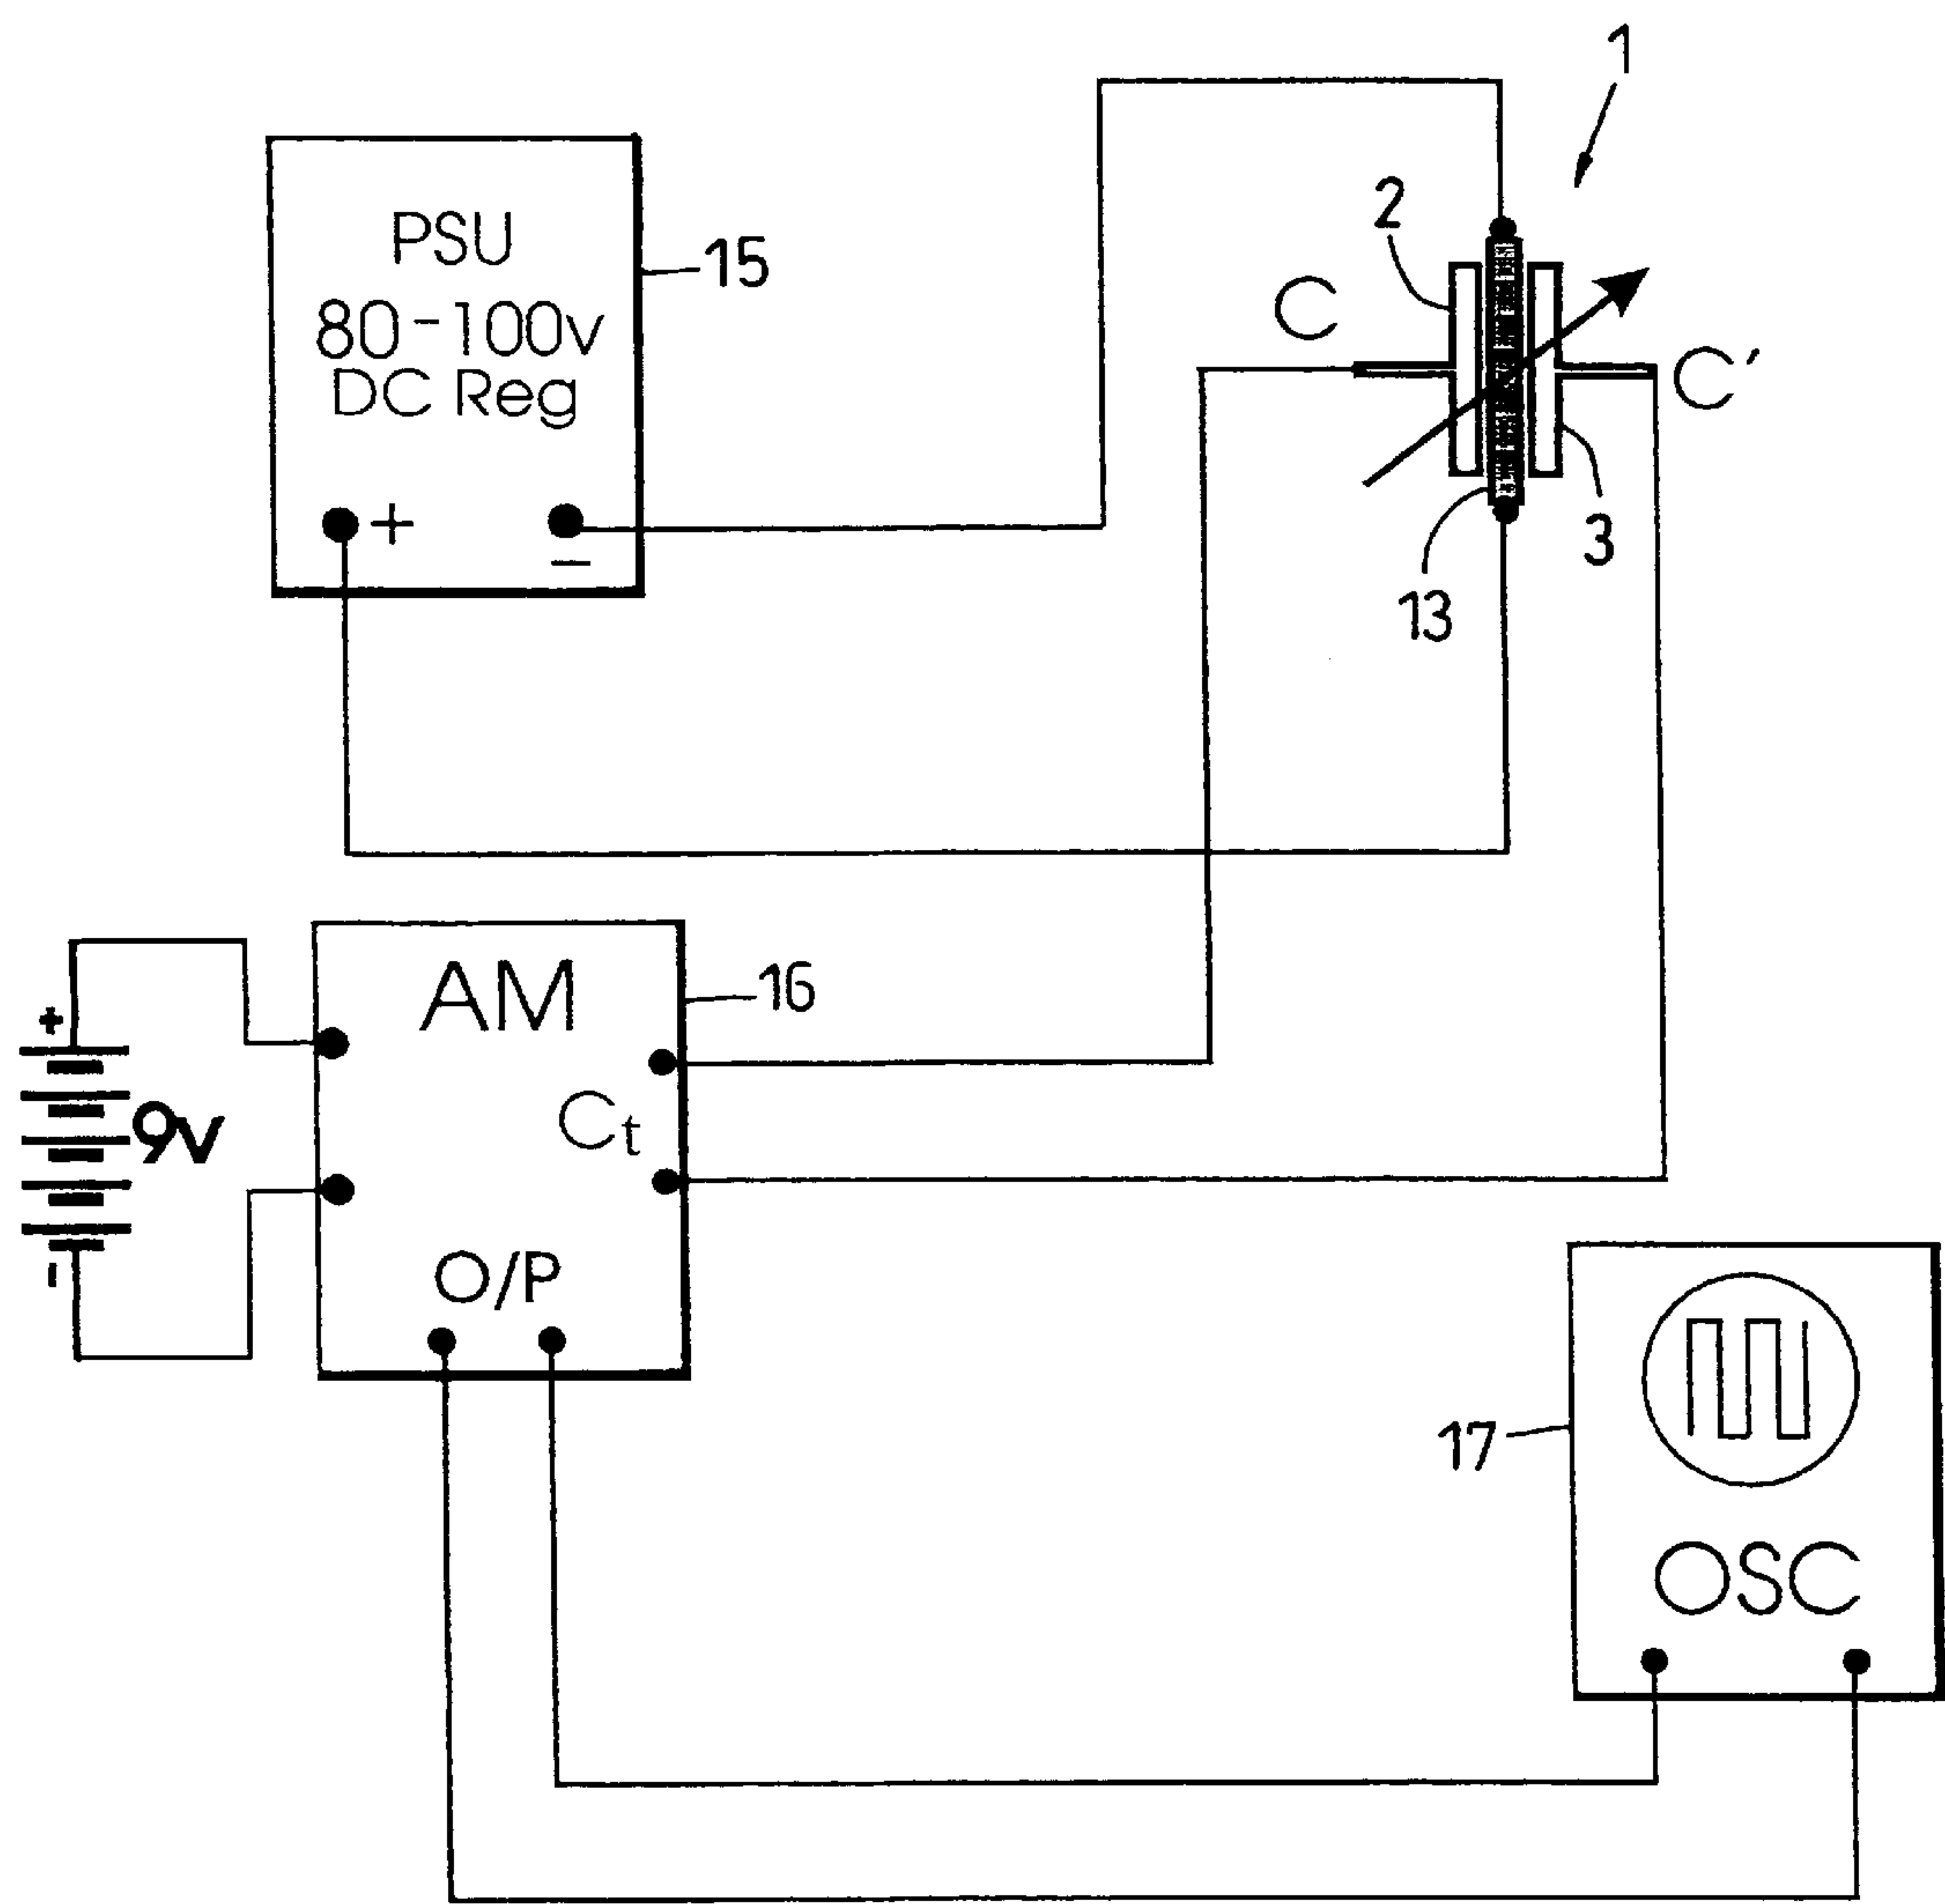 1
2
PSU
15
80-100v
DC Reg
C
C′
+
−
3
13
AM
16
+
9v
Ct
-
O/P
17
OSC